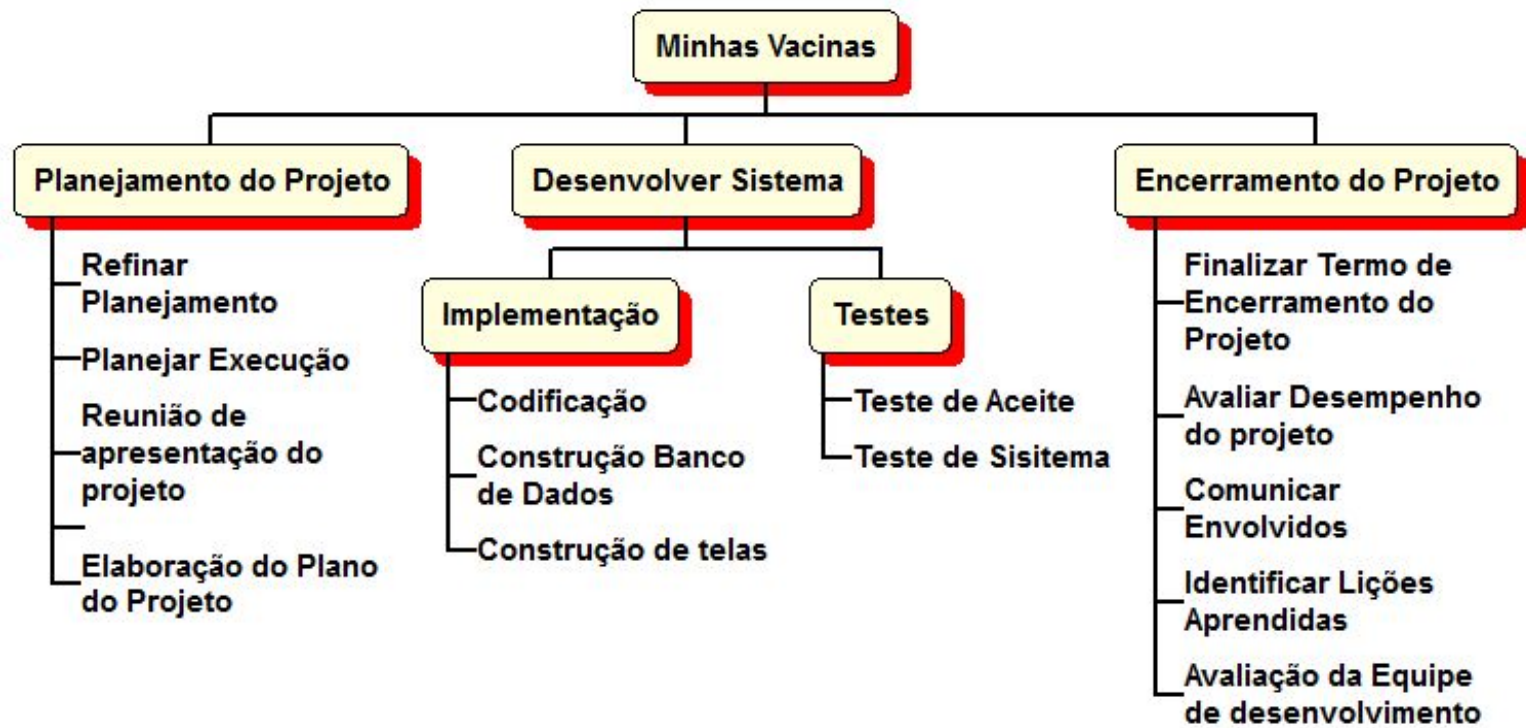 Minhas Vacinas
Planejamento do Projeto
Refinar
Planejamento
Planejar Execução
Reunião de
apresentação do
projeto
Elaboração do Plano
do Projeto
Desenvolver Sistema
Implementação
Codificação
Construção Banco
de Dados
Construção de telas
Testes
Teste de Aceite
Teste de Sisitema
Encerramento do Projeto
Finalizar Termo de
Encerramento do
Projeto
Avaliar Desempenho
do projeto
Comunicar
Envolvidos
Identificar Lições
Aprendidas
Avaliação da Equipe
de desenvolvimento